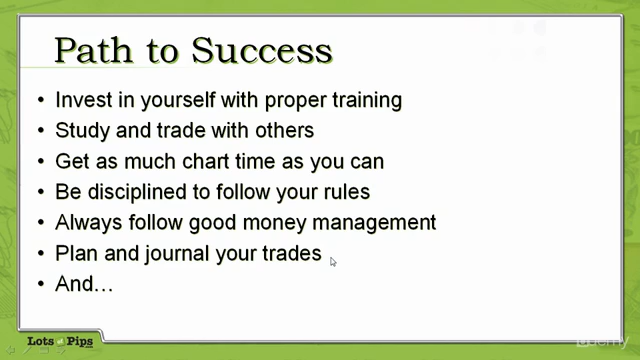 Path to Success
• Invest in yourself with proper training
• Study and trade with others
• Get as much chart time as you can
• Be disciplined to follow your rules
• Always follow good money management
• Plan and journal your trades
• And…
Lots of Pips
Udemy